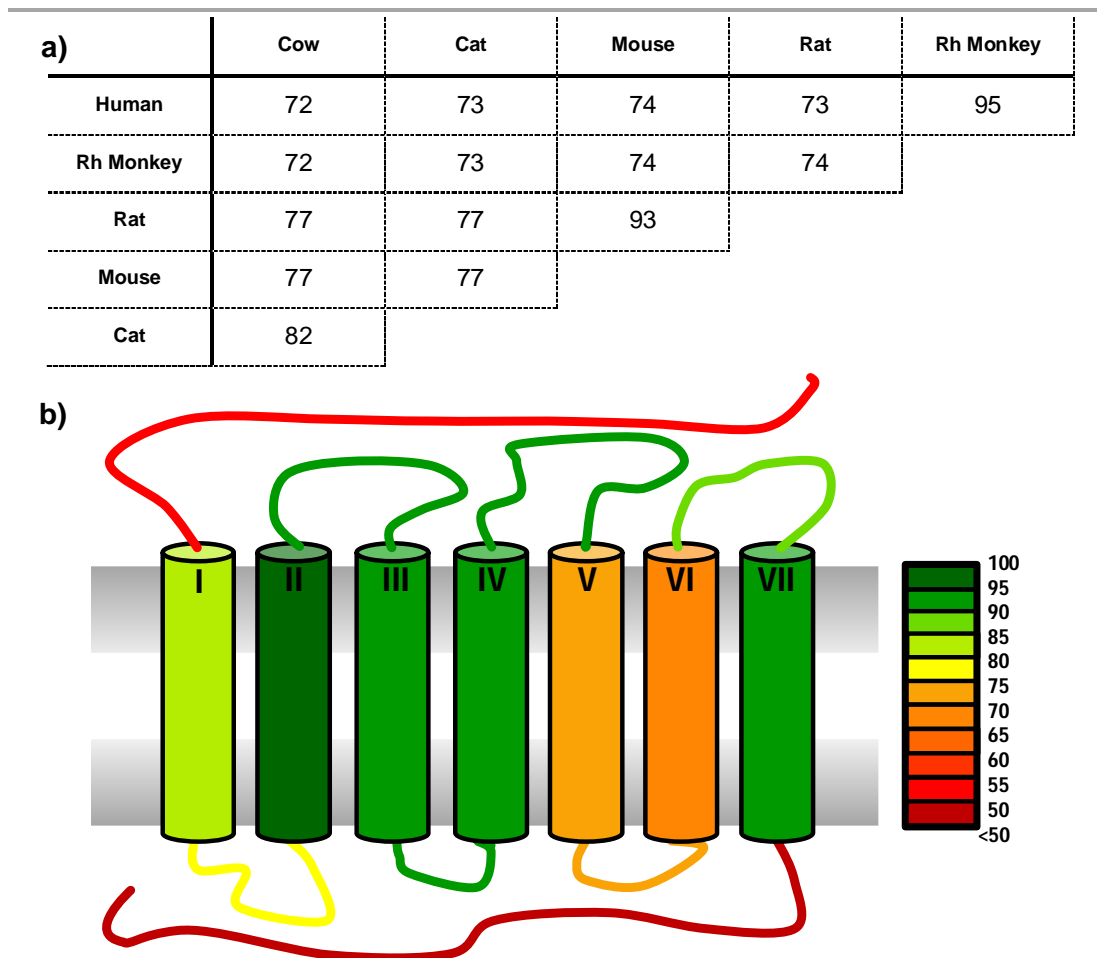 a) Cow Cat Mouse Rat Rh Monkey
Human 72 73 74 73 95
Rh Monkey 72 73 74 74
Rat 77 77 93
Mouse 77 77
Cat 82
b)
I II III IV V VI VII
100
95
90
85
80
75
70
65
60
55
50
<50